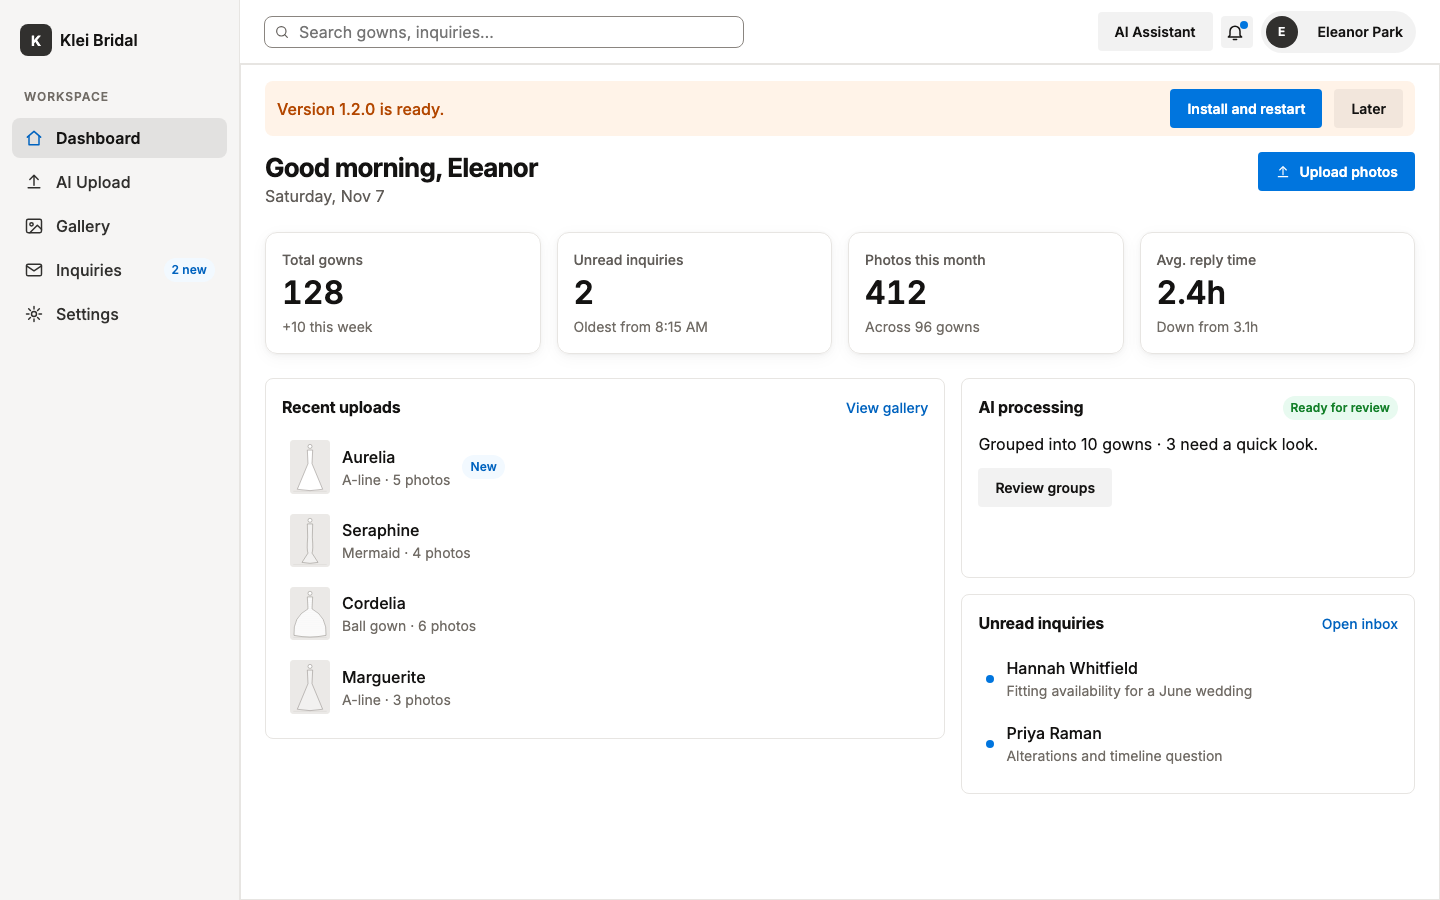 K Klei Bridal
WORKSPACE
Dashboard
AI Upload
Gallery
Inquiries 2 new
Settings
Search gowns, inquiries...
AI Assistant
E Eleanor Park
Version 1.2.0 is ready.
Install and restart
Later
Good morning, Eleanor
Saturday, Nov 7
Upload photos
Total gowns
128
+10 this week
Unread inquiries
2
Oldest from 8:15 AM
Photos this month
412
Across 96 gowns
Avg. reply time
2.4h
Down from 3.1h
Recent uploads
View gallery
Aurelia
A-line · 5 photos
New
Seraphine
Mermaid · 4 photos
Cordelia
Ball gown · 6 photos
Marguerite
A-line · 3 photos
AI processing
Ready for review
Grouped into 10 gowns · 3 need a quick look.
Review groups
Unread inquiries
Open inbox
Hannah Whitfield
Fitting availability for a June wedding
Priya Raman
Alterations and timeline question